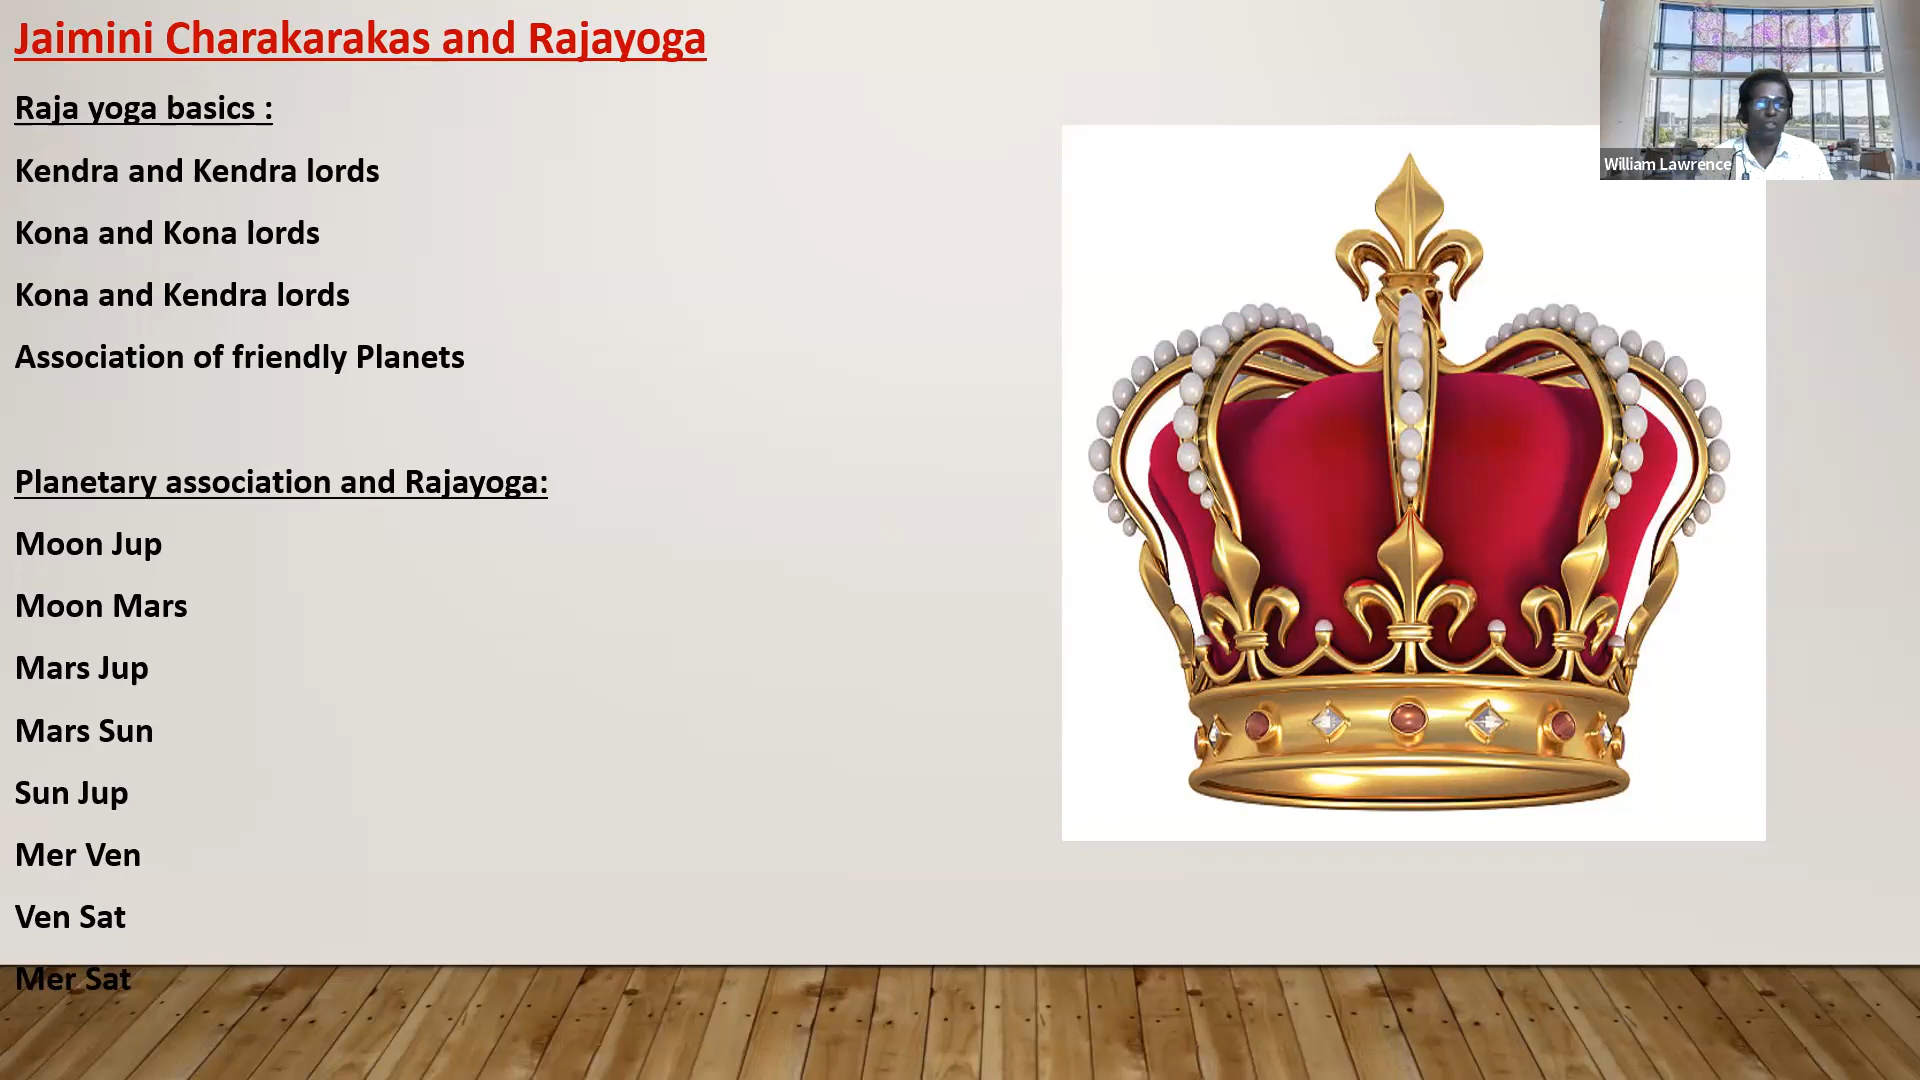 Jaimini Charakarakas and Rajayoga
Raja yoga basics :
Kendra and Kendra lords
Kona and Kona lords
Kona and Kendra lords
Association of friendly Planets
Planetary association and Rajayoga:
Moon Jup
Moon Mars
Mars Jup
Mars Sun
Sun Jup
Mer Ven
Ven Sat
Mer Sat
William Lawrence